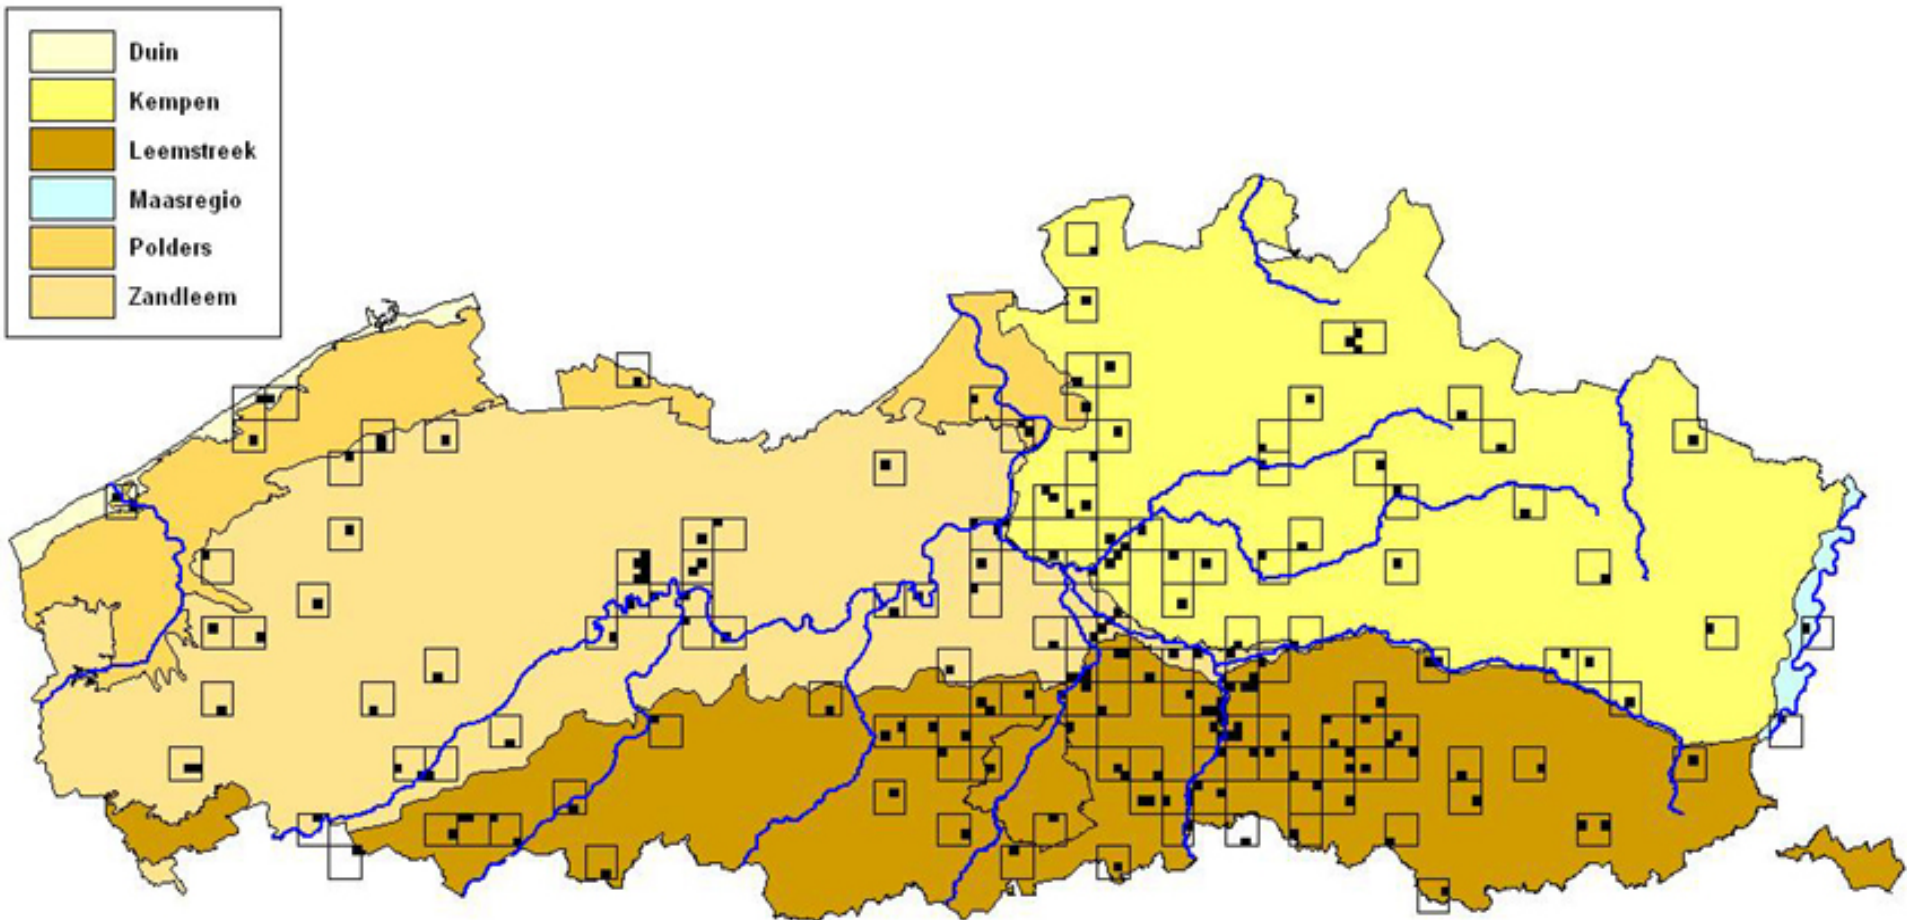 Duin
Kempen
Leemstreek
Maasregio
Polders
Zandleem